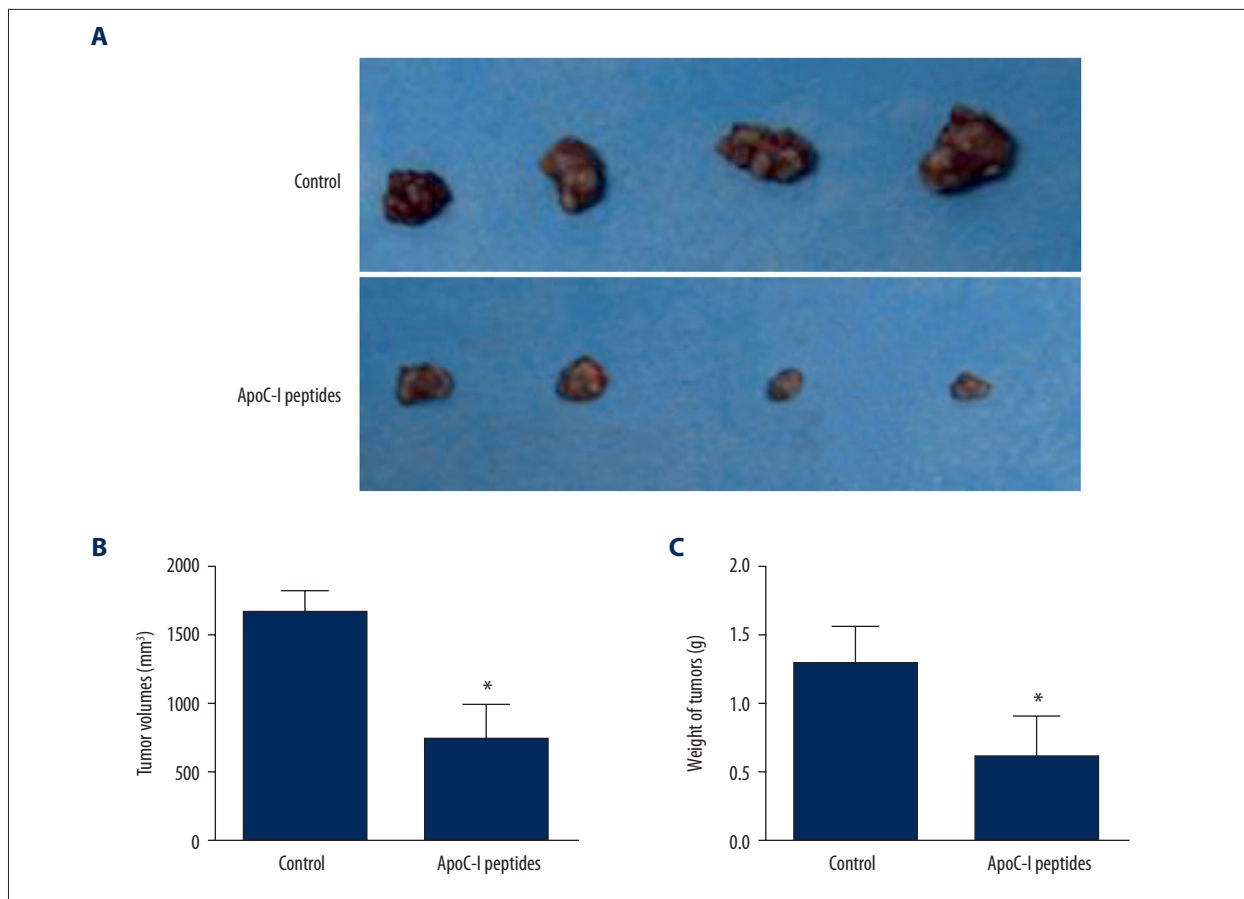 A
Control
ApoC-I peptides
B
Tumor volumes (mm³)
2000
1500
1000
500
0
*
Control
ApoC-I peptides
C
Weight of tumors (g)
2.0
1.5
1.0
0.5
0.0
*
Control
ApoC-I peptides